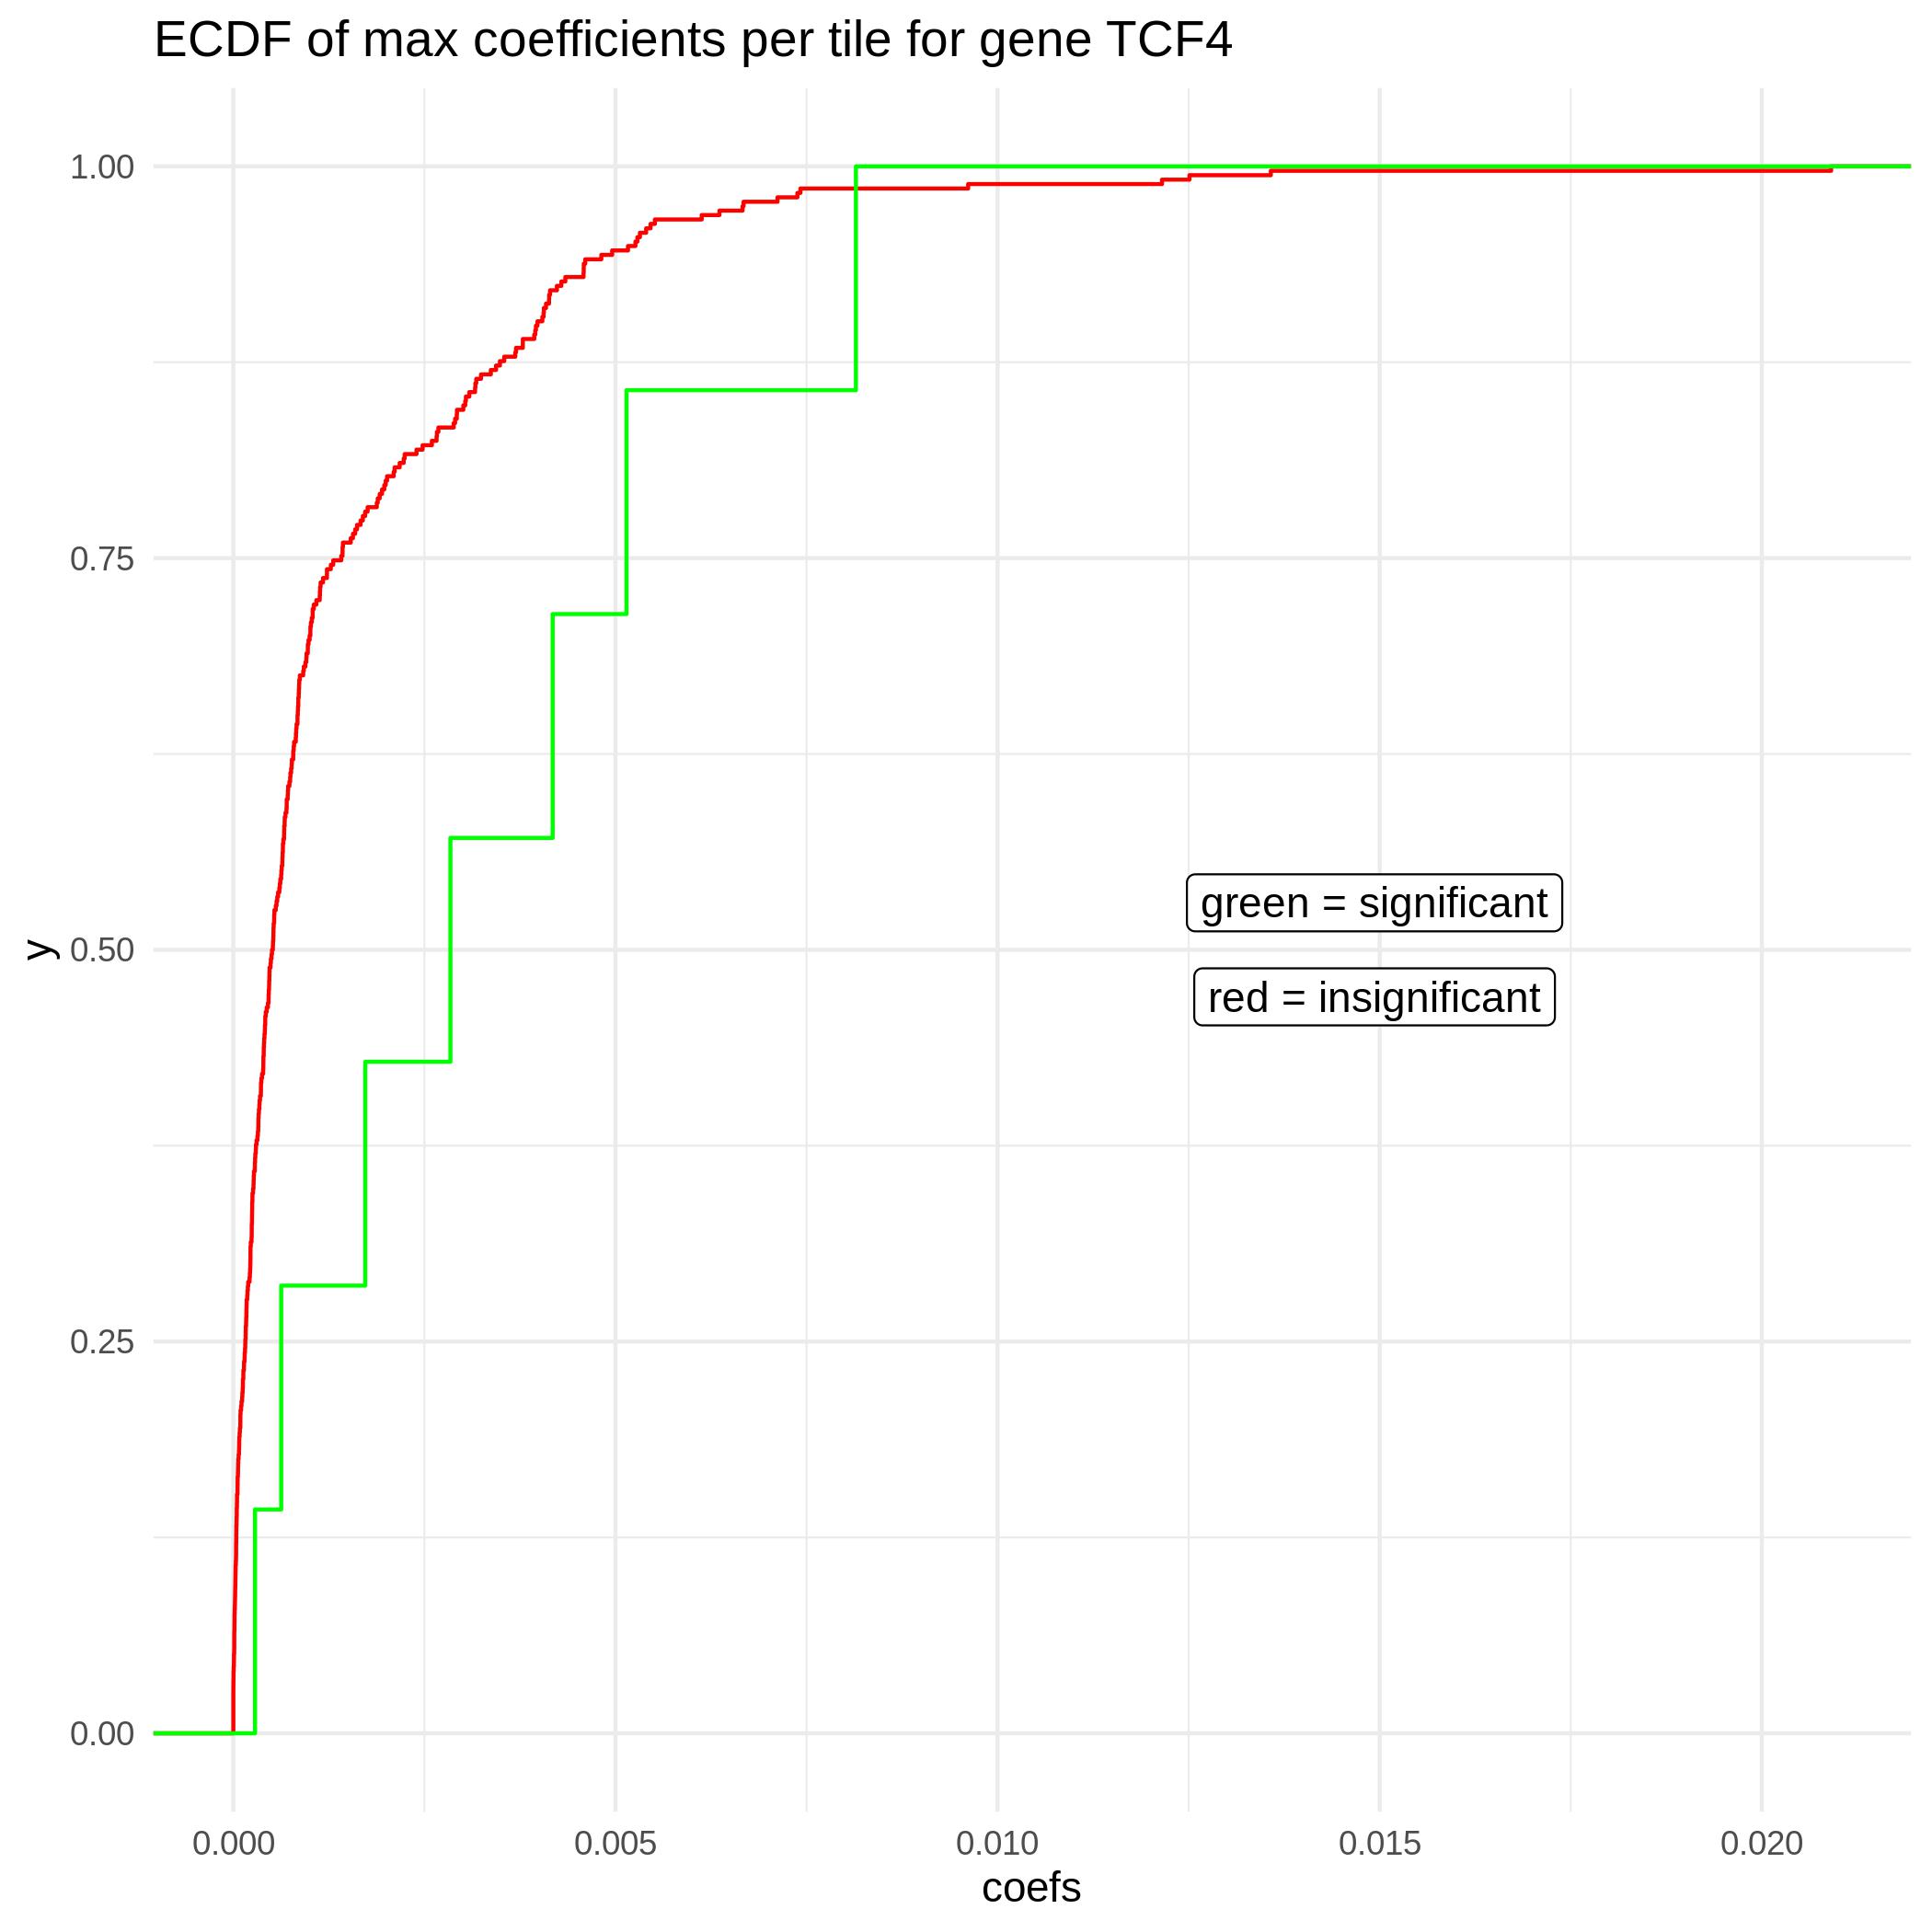 ECDF of max coefficients per tile for gene TCF4
1.00
0.75
0.50
0.25
0.00
y
green = significant
red = insignificant
0.000
0.005
0.010
0.015
0.020
coefs